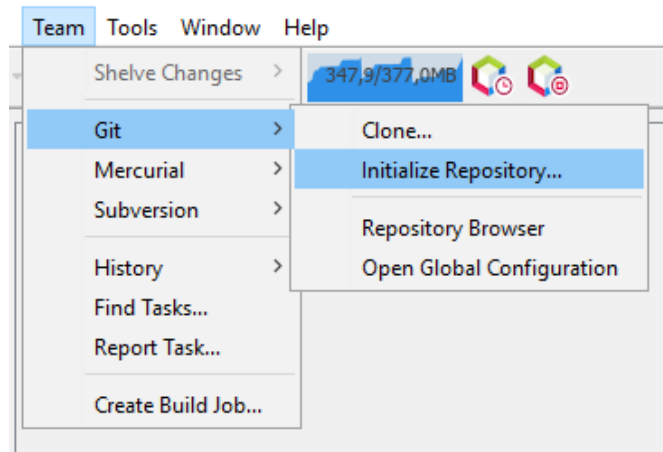 Team Tools Window Help
Shelve Changes
347,9/377,0MB
Git
Mercurial
Subversion
History
Find Tasks...
Report Task...
Create Build Job...
Clone...
Initialize Repository...
Repository Browser
Open Global Configuration